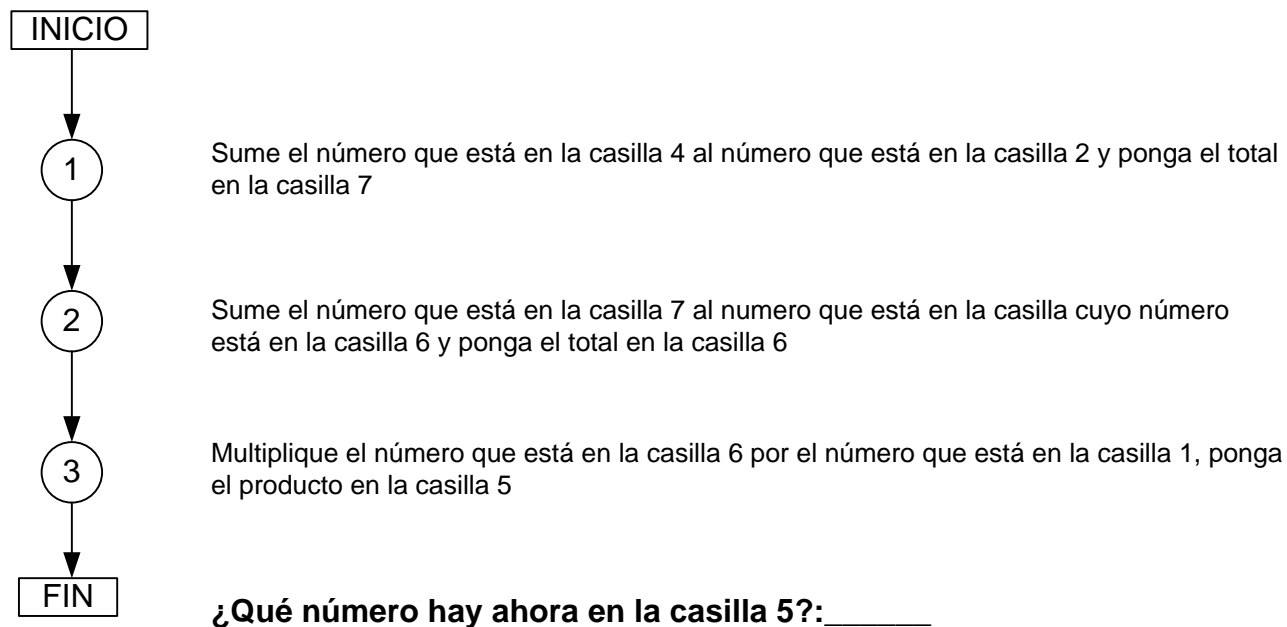 INICIO
1
Sume el número que está en la casilla 4 al número que está en la casilla 2 y ponga el total
en la casilla 7
2
Sume el número que está en la casilla 7 al numero que está en la casilla cuyo número
está en la casilla 6 y ponga el total en la casilla 6
3
Multiplique el número que está en la casilla 6 por el número que está en la casilla 1, ponga
el producto en la casilla 5
FIN
¿Qué número hay ahora en la casilla 5?:______